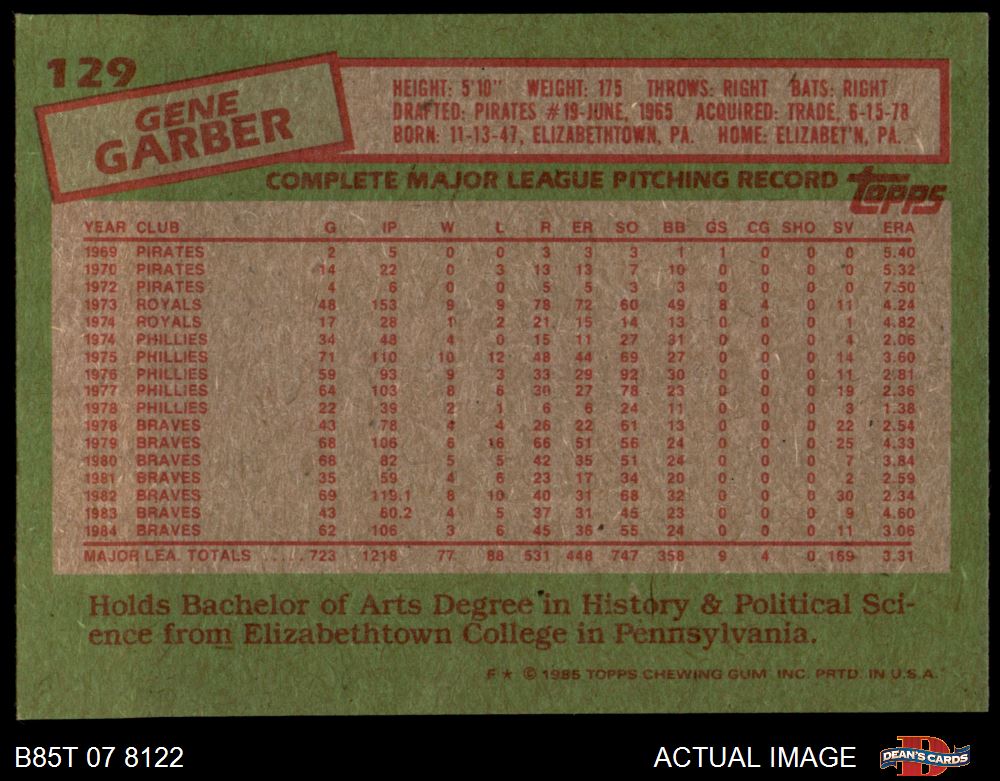 129
GENE
GARBER
HEIGHT: 5'10" WEIGHT: 175 THROWS: RIGHT BATS: RIGHT
DRAFTED: PIRATES #19-JUNE, 1965 ACQUIRED: TRADE, 6-15-78
BORN: 11-13-47, ELIZABETHTOWN, PA. HOME: ELIZABET'N, PA.
COMPLETE MAJOR LEAGUE PITCHING RECORD topps
YEAR CLUB G IP W L R ER SO BB GS CG SHO SV ERA
1969 PIRATES 2 5 0 0 3 3 3 1 1 0 0 0 5.40
1970 PIRATES 14 22 0 3 13 13 7 10 0 0 0 0 5.32
1972 PIRATES 4 6 0 0 5 5 3 3 0 0 0 0 7.50
1973 ROYALS 48 153 9 9 78 72 60 49 8 4 0 11 4.24
1974 ROYALS 17 28 1 2 21 15 14 13 0 0 0 1 4.82
1974 PHILLIES 34 48 4 0 15 11 27 31 0 0 0 4 2.06
1975 PHILLIES 71 110 10 12 48 44 69 27 0 0 0 14 3.60
1976 PHILLIES 59 93 9 3 33 29 92 30 0 0 0 11 2.81
1977 PHILLIES 64 103 8 6 30 27 78 23 0 0 0 19 2.36
1978 PHILLIES 22 39 2 1 6 6 24 11 0 0 0 3 1.38
1978 BRAVES 43 78 4 4 26 22 61 13 0 0 0 22 2.54
1979 BRAVES 68 106 6 16 66 51 56 24 0 0 0 25 4.33
1980 BRAVES 68 82 5 5 42 35 51 24 0 0 0 7 3.84
1981 BRAVES 35 59 4 6 23 17 34 20 0 0 0 2 2.59
1982 BRAVES 69 119.1 8 10 40 31 68 32 0 0 0 30 2.34
1983 BRAVES 43 60.2 4 5 37 31 45 23 0 0 0 9 4.60
1984 BRAVES 62 106 3 6 45 36 55 24 0 0 0 11 3.06
MAJOR LEA. TOTALS ..... 723 1218 77 88 531 448 747 358 9 4 0 169 3.31
Holds Bachelor of Arts Degree in History & Political Sci-
ence from Elizabethtown College in Pennsylvania.
F★ © 1985 TOPPS CHEWING GUM, INC. PRTD. IN U.S.A.
B85T 07 8122 ACTUAL IMAGE DEAN'S CARDS